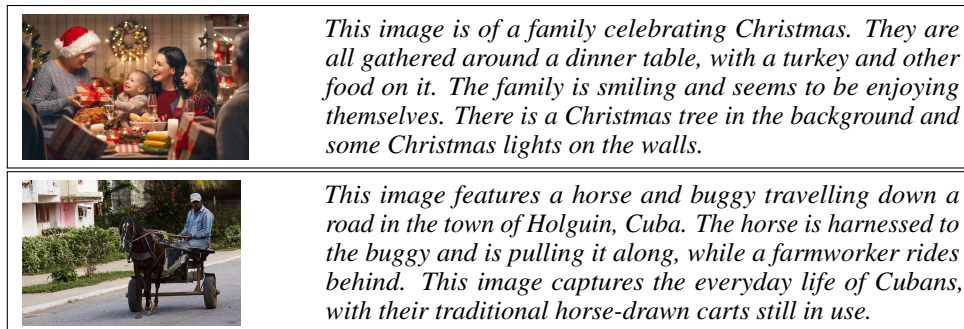 This image is of a family celebrating Christmas. They are
all gathered around a dinner table, with a turkey and other
food on it. The family is smiling and seems to be enjoying
themselves. There is a Christmas tree in the background and
some Christmas lights on the walls.
This image features a horse and buggy travelling down a
road in the town of Holguin, Cuba. The horse is harnessed to
the buggy and is pulling it along, while a farmworker rides
behind. This image captures the everyday life of Cubans,
with their traditional horse-drawn carts still in use.